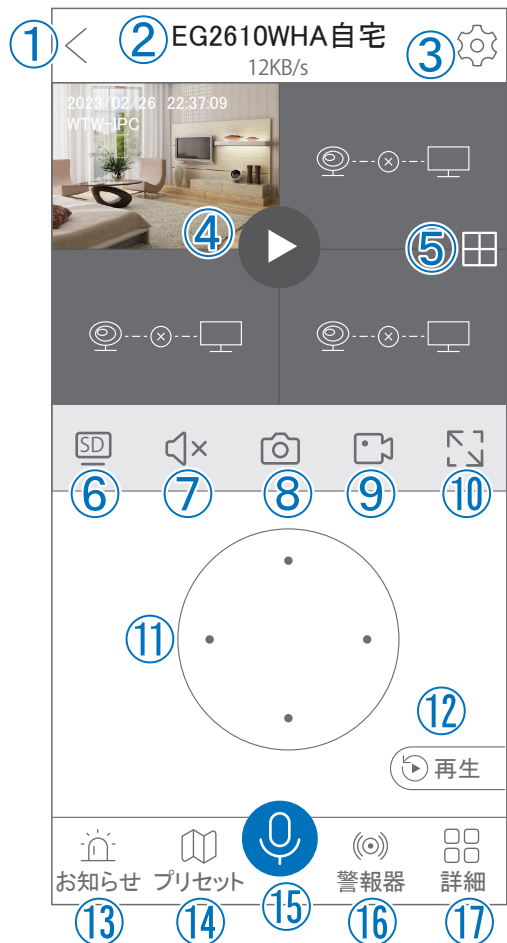 ① ② EG2610WHA自宅 ③
12KB/s
2023/02/26 22:37:09
WTW-IPC
④ ⑤
SD
⑥ ⑦ ⑧ ⑨ ⑩
⑪
⑫
再生
お知らせ プリセット 警報器 詳細
⑬ ⑭ ⑮ ⑯ ⑰